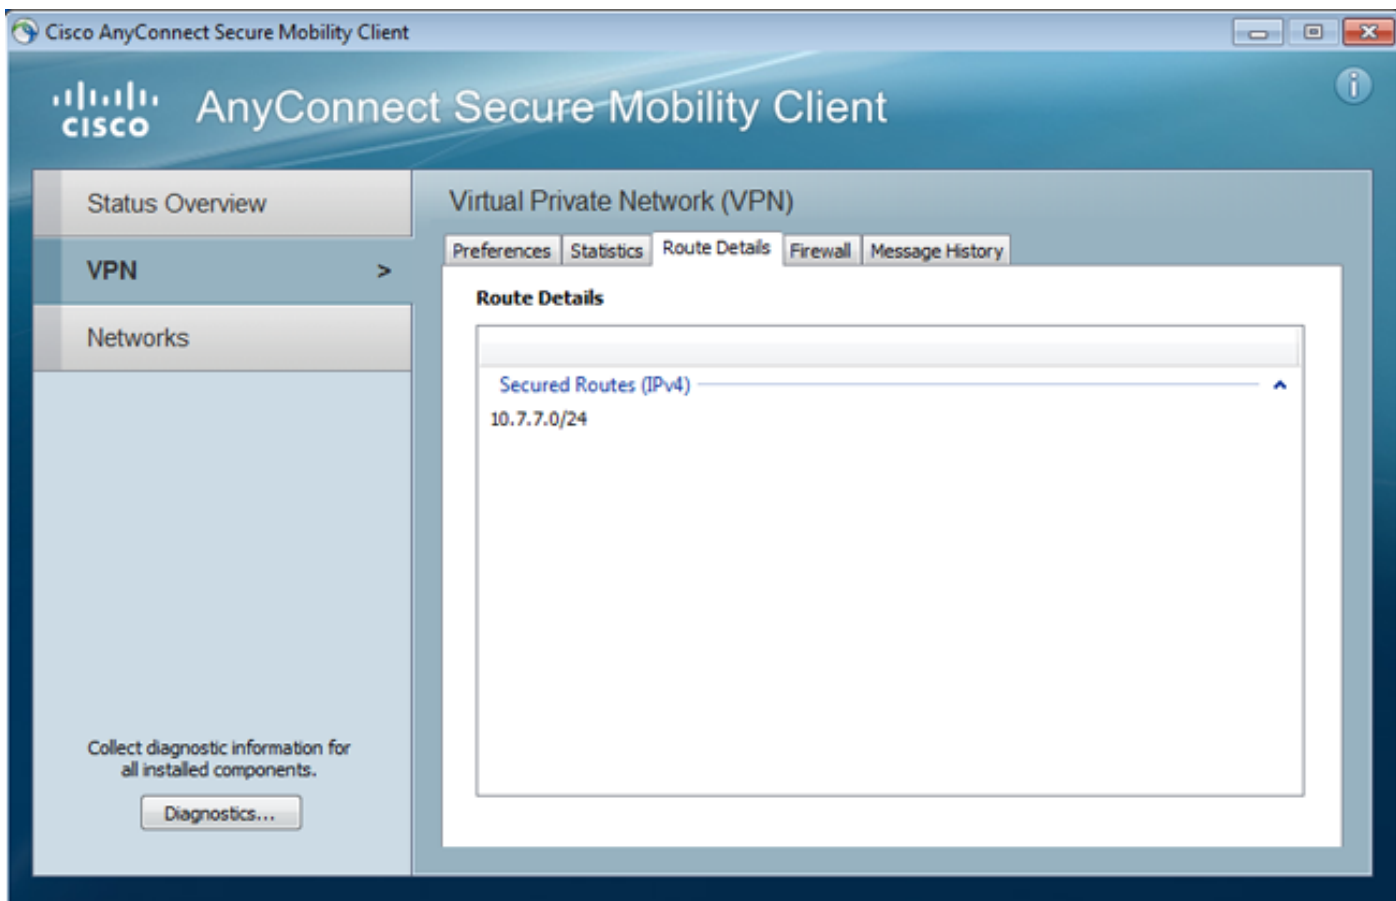 Cisco AnyConnect Secure Mobility Client
CISCO
AnyConnect Secure Mobility Client
i
Status Overview
VPN >
Networks
Collect diagnostic information for
all installed components.
Diagnostics...
Virtual Private Network (VPN)
Preferences Statistics Route Details Firewall Message History
Route Details
Secured Routes (IPv4)
10.7.7.0/24